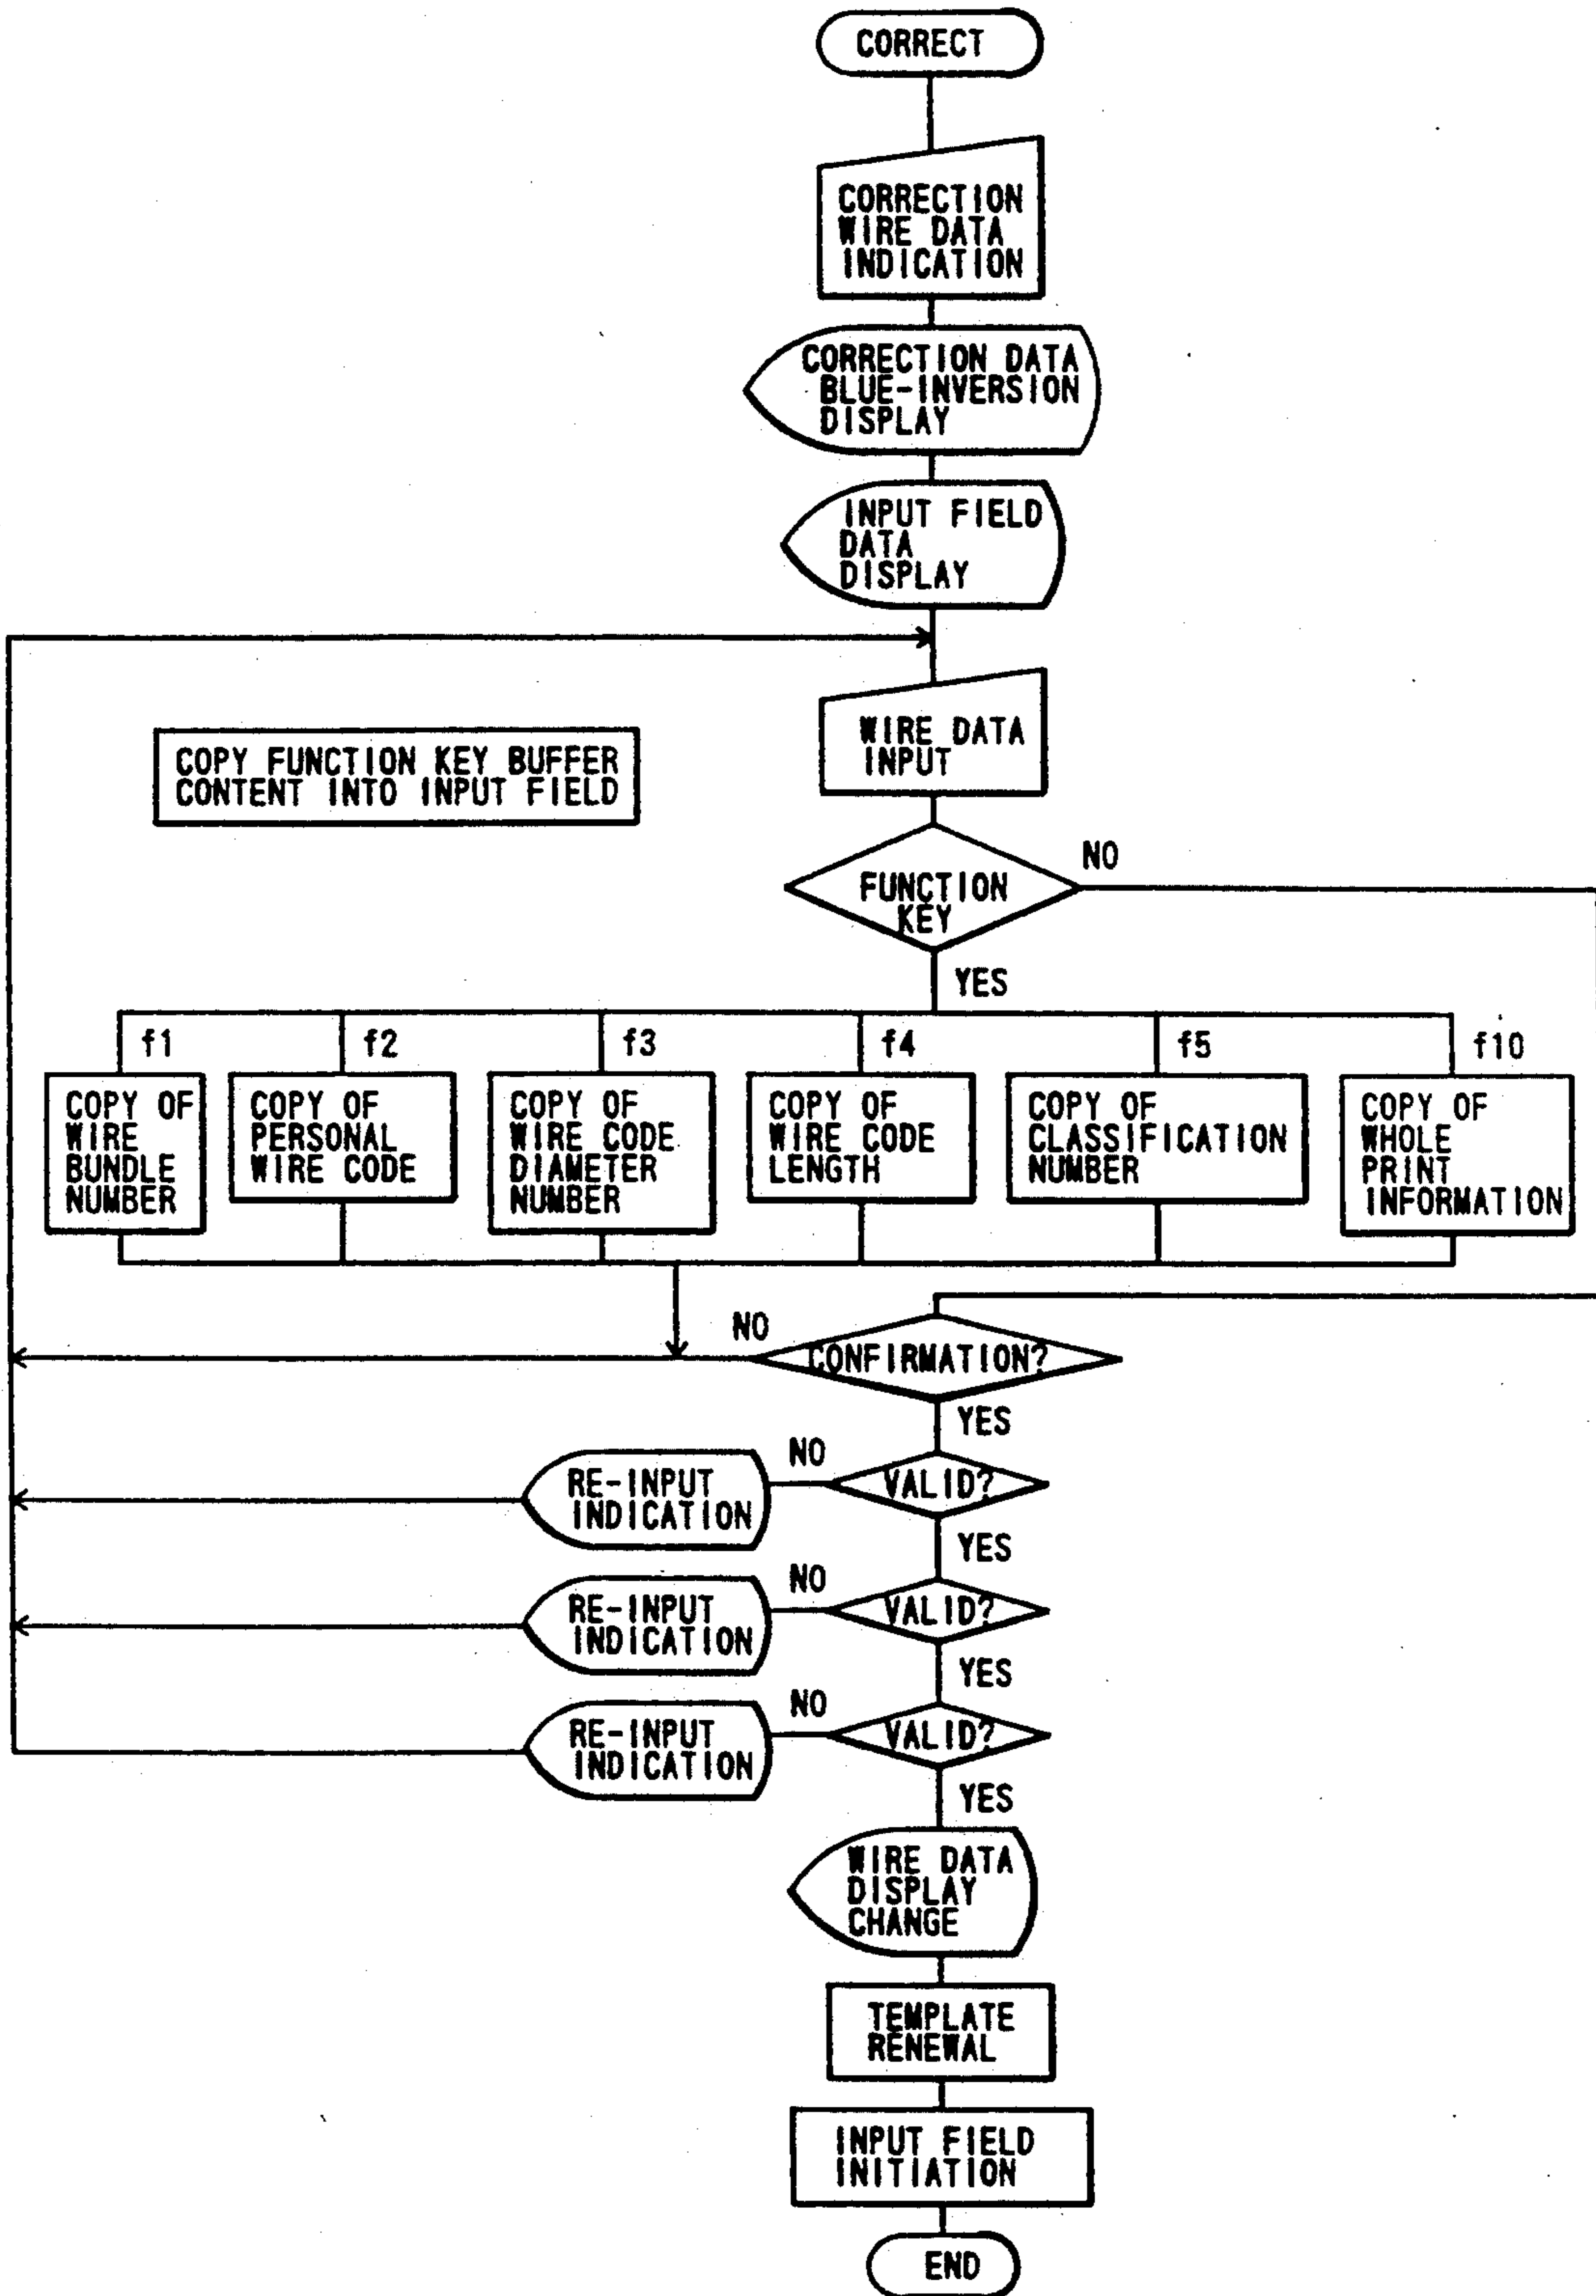 CORRECT
CORRECTION
WIRE DATA
INDICATION
CORRECTION DATA
BLUE-INVERSION
DISPLAY
INPUT FIELD
DATA
DISPLAY
WIRE DATA
INPUT
COPY FUNCTION KEY BUFFER
CONTENT INTO INPUT FIELD
FUNCTION
KEY
NO
YES
f1
f2
f3
f4
f5
f10
COPY OF
WIRE
BUNDLE
NUMBER
COPY OF
PERSONAL
WIRE CODE
COPY OF
WIRE CODE
DIAMETER
NUMBER
COPY OF
WIRE CODE
LENGTH
COPY OF
CLASSIFICATION
NUMBER
COPY OF
WHOLE
PRINT
INFORMATION
NO
CONFIRMATION?
YES
RE-INPUT
INDICATION
NO
VALID?
YES
RE-INPUT
INDICATION
NO
VALID?
YES
RE-INPUT
INDICATION
NO
VALID?
YES
WIRE DATA
DISPLAY
CHANGE
TEMPLATE
RENEWAL
INPUT FIELD
INITIATION
END